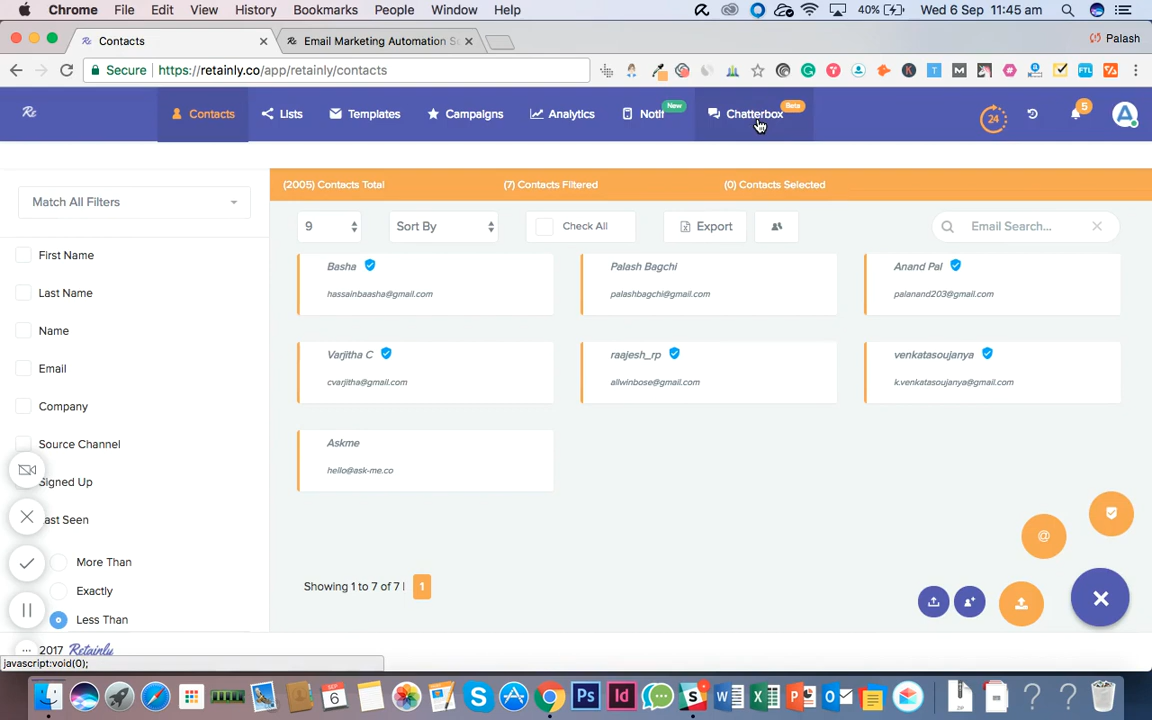 Chrome File Edit View History Bookmarks People Window Help 40% Wed 6 Sep 11:45 am
Contacts Email Marketing Automation Palash
Secure https://retainly.co/app/retainly/contacts
Contacts Lists Templates Campaigns Analytics Notifi New Chatterbox Beta 24 5
Match All Filters
(2005) Contacts Total (7) Contacts Filtered (0) Contacts Selected
9 Sort By Check All Export Email Search...
First Name
Last Name
Name
Email
Company
Source Channel
Signed Up
ast Seen
More Than
Exactly
Less Than
Basha
hassainbaasha@gmail.com
Palash Bagchi
palashbagchi@gmail.com
Anand Pal
palanand203@gmail.com
Varjitha C
cvarjitha@gmail.com
raajesh_rp
allwinbose@gmail.com
venkatasoujanya
k.venkatasoujanya@gmail.com
Askme
hello@ask-me.co
Showing 1 to 7 of 7 | 1
2017 Retainly
javascript:void(0);
SEP 6 Ps Id